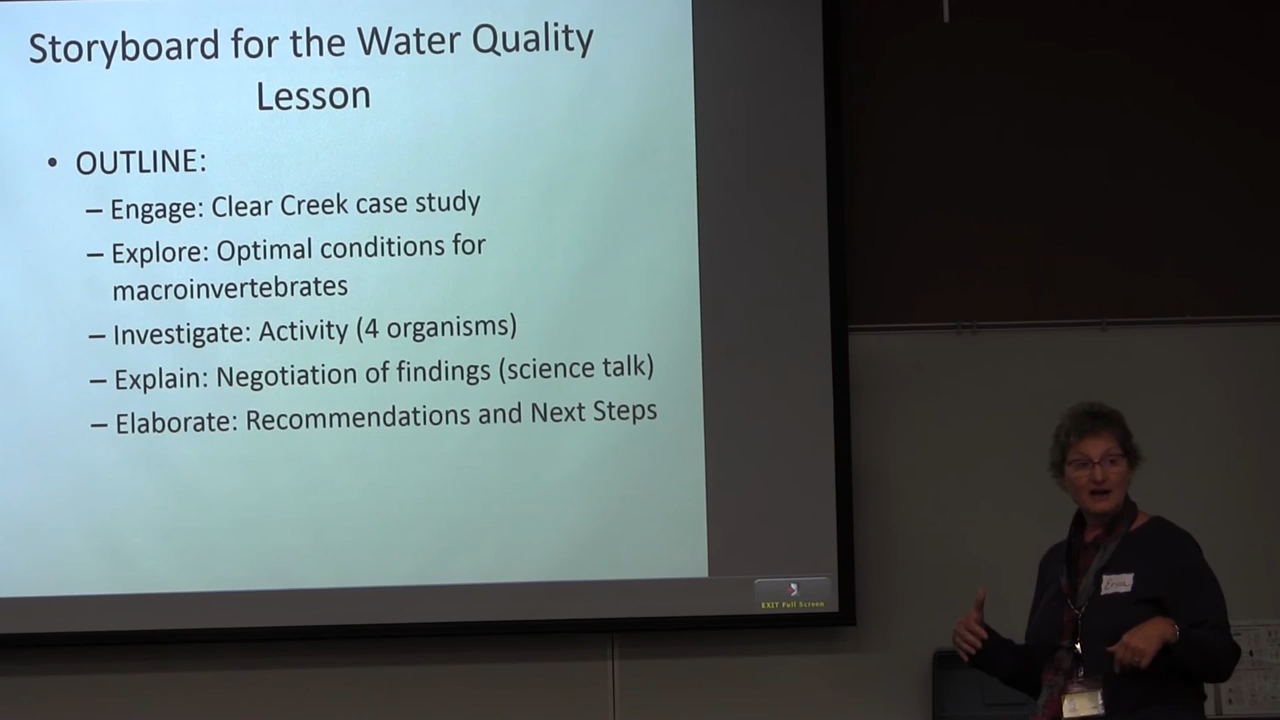 Storyboard for the Water Quality
Lesson
• OUTLINE:
– Engage: Clear Creek case study
– Explore: Optimal conditions for
macroinvertebrates
– Investigate: Activity (4 organisms)
– Explain: Negotiation of findings (science talk)
– Elaborate: Recommendations and Next Steps
EXIT Full Screen